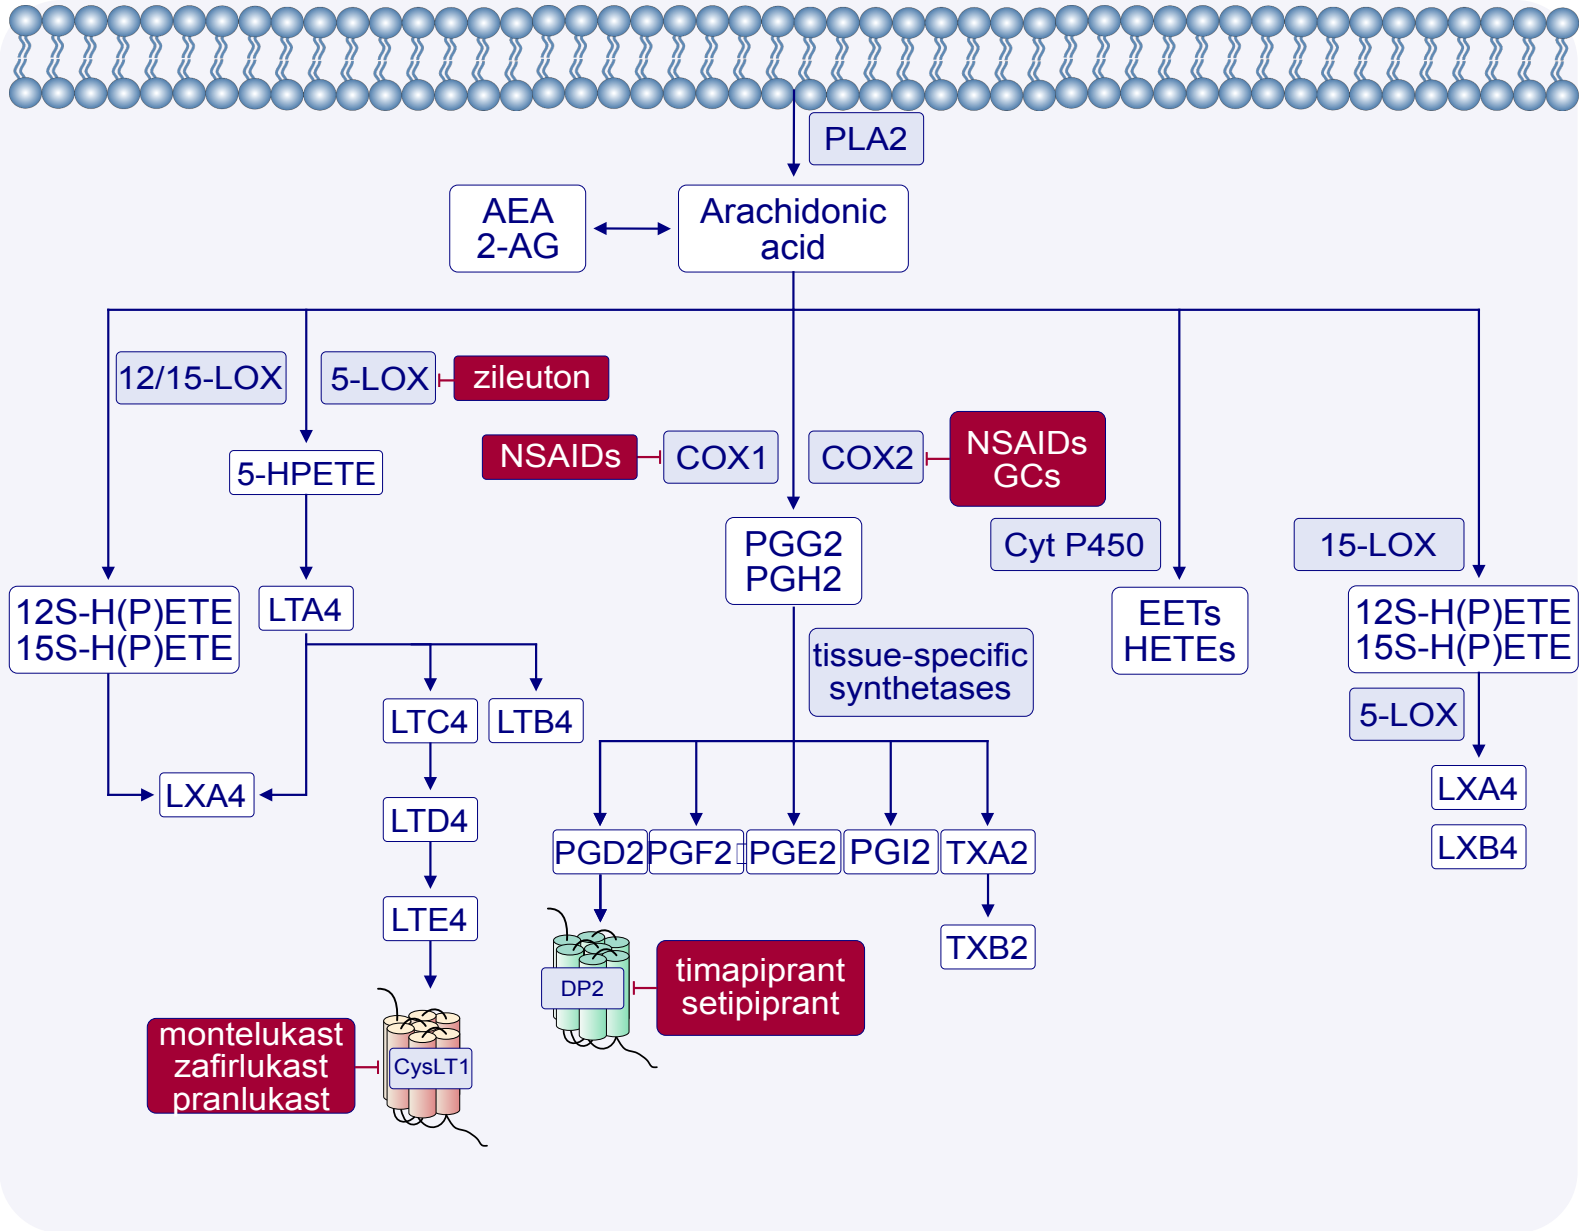 PLA2
AEA
2-AG
Arachidonic
acid
12/15-LOX
5-LOX
zileuton
NSAIDs
COX1
COX2
NSAIDs
GCs
5-HPETE
PGG2
PGH2
Cyt P450
15-LOX
12S-H(P)ETE
15S-H(P)ETE
LTA4
EETs
HETEs
12S-H(P)ETE
15S-H(P)ETE
tissue-specific
synthetases
LTC4
LTB4
5-LOX
LXA4
LXA4
LTD4
PGD2
PGF2
PGE2
PGI2
TXA2
LXB4
LTE4
TXB2
DP2
timapiprant
setipiprant
montelukast
zafirlukast
pranlukast
CysLT1